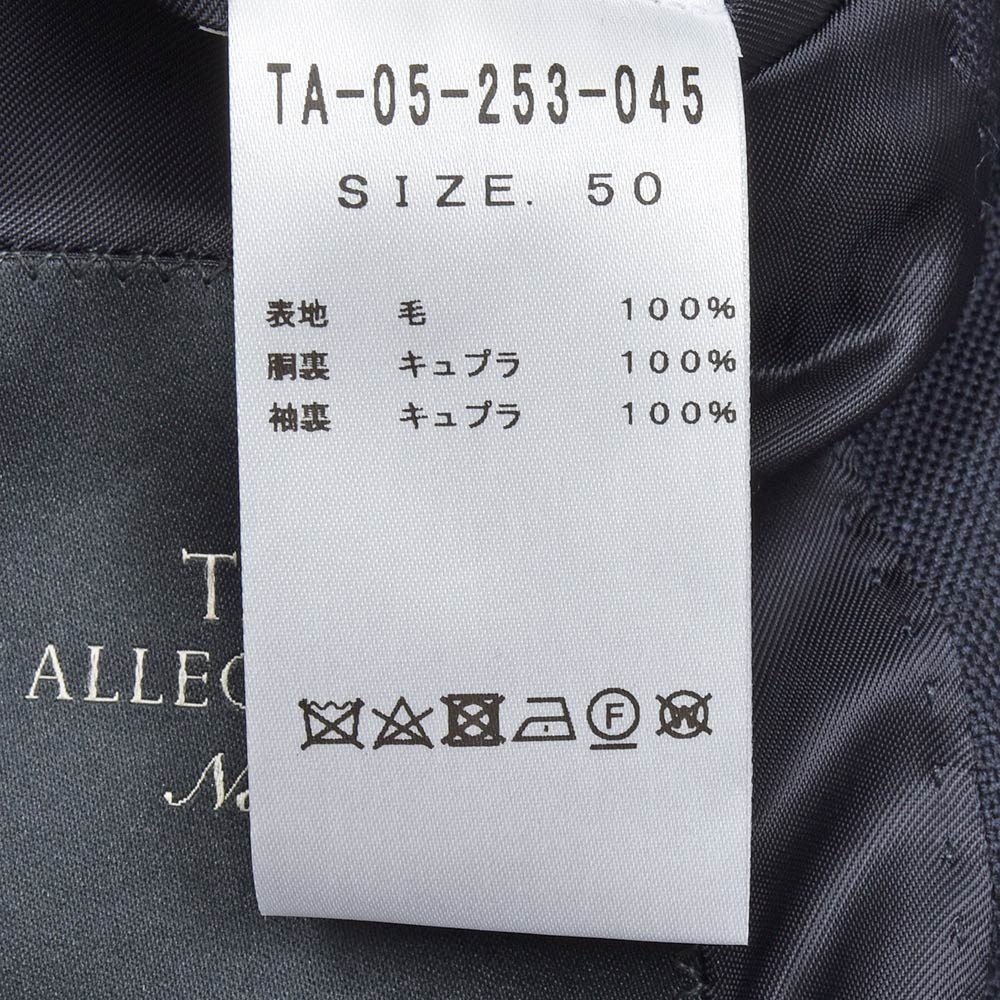 TA-05-253-045
SIZE. 50
表地 毛 100%
胴裏 キュプラ 100%
袖裏 キュプラ 100%
F W